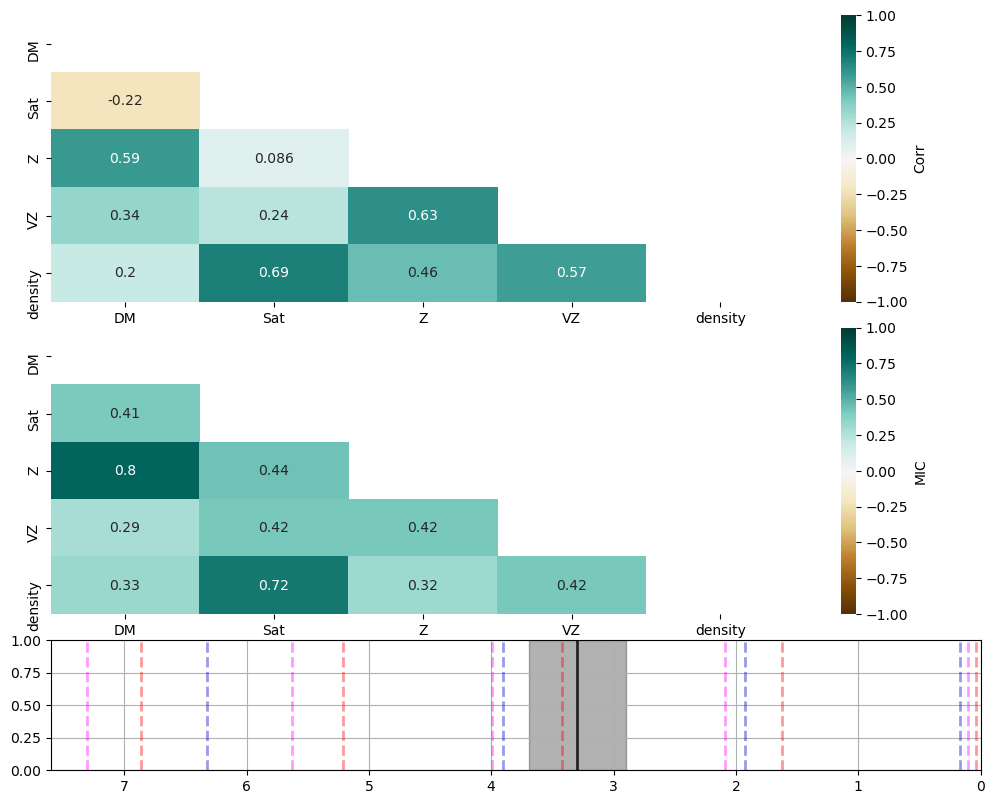 DM
Sat
-0.22
Z
0.59 0.086
VZ
0.34 0.24 0.63
density
0.2 0.69 0.46 0.57
DM Sat Z VZ density
1.00
0.75
0.50
0.25
0.00
−0.25
−0.50
−0.75
−1.00
Corr
DM
Sat
0.41
Z
0.8 0.44
VZ
0.29 0.42 0.42
density
0.33 0.72 0.32 0.42
DM Sat Z VZ density
1.00
0.75
0.50
0.25
0.00
−0.25
−0.50
−0.75
−1.00
MIC
1.00
0.75
0.50
0.25
0.00
7 6 5 4 3 2 1 0